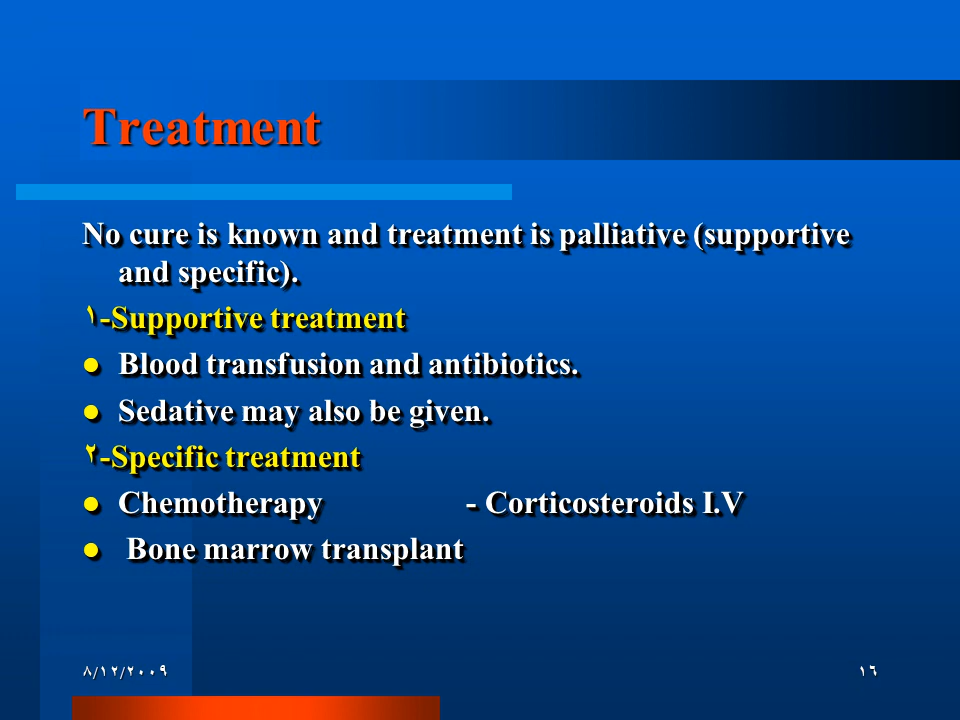 Treatment
No cure is known and treatment is palliative (supportive
and specific).
١-Supportive treatment
● Blood transfusion and antibiotics.
● Sedative may also be given.
٢-Specific treatment
● Chemotherapy - Corticosteroids I.V
● Bone marrow transplant
٨/١٢/٢٠٠٩ ١٦